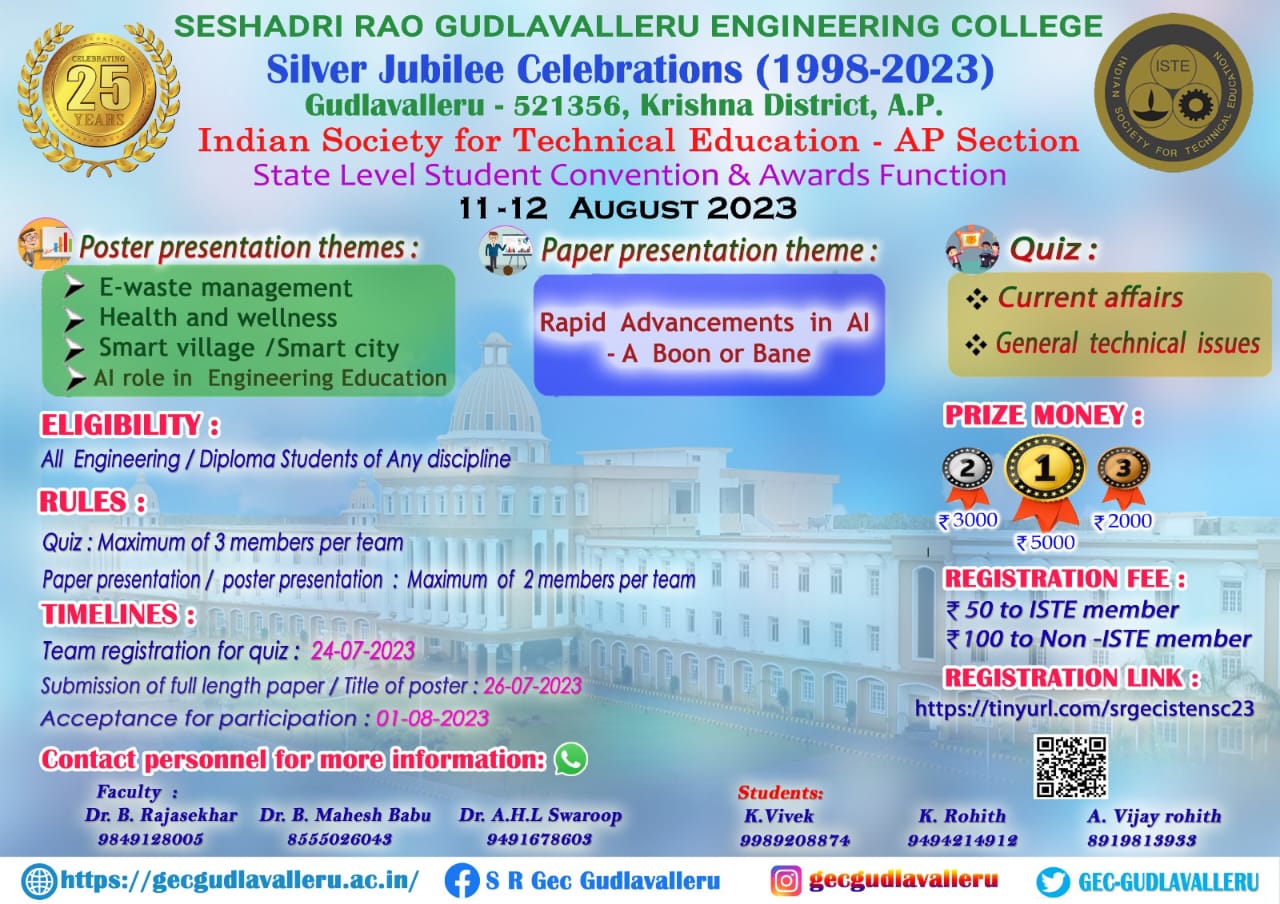 SESHADRI RAO GUDLAVALLERU ENGINEERING COLLEGE
Silver Jubilee Celebrations (1998-2023)
Gudlavalleru - 521356, Krishna District, A.P.
Indian Society for Technical Education - AP Section
State Level Student Convention & Awards Function
11-12 AUGUST 2023
CELEBRATING
25
YEARS
ISTE
INDIAN SOCIETY FOR TECHNICAL EDUCATION
Poster presentation themes :
E-waste management
Health and wellness
Smart village /Smart city
AI role in Engineering Education
Paper presentation theme :
Rapid Advancements in AI
- A Boon or Bane
Quiz :
Current affairs
General technical issues
ELIGIBILITY :
All Engineering / Diploma Students of Any discipline
RULES :
Quiz : Maximum of 3 members per team
Paper presentation / poster presentation : Maximum of 2 members per team
TIMELINES :
Team registration for quiz : 24-07-2023
Submission of full length paper / Title of poster : 26-07-2023
Acceptance for participation : 01-08-2023
PRIZE MONEY :
2 1 3
₹ 3000 ₹ 5000 ₹ 2000
REGISTRATION FEE :
₹ 50 to ISTE member
₹ 100 to Non -ISTE member
REGISTRATION LINK :
https://tinyurl.com/srgecistensc23
Contact personnel for more information:
Faculty :
Dr. B. Rajasekhar Dr. B. Mahesh Babu Dr. A.H.L Swaroop
9849128005 8555026043 9491678603
Students:
K.Vivek K. Rohith A. Vijay rohith
9989208874 9494214912 8919813933
https://gecgudlavalleru.ac.in/ S R Gec Gudlavalleru gecgudlavalleru GEC-GUDLAVALLERU